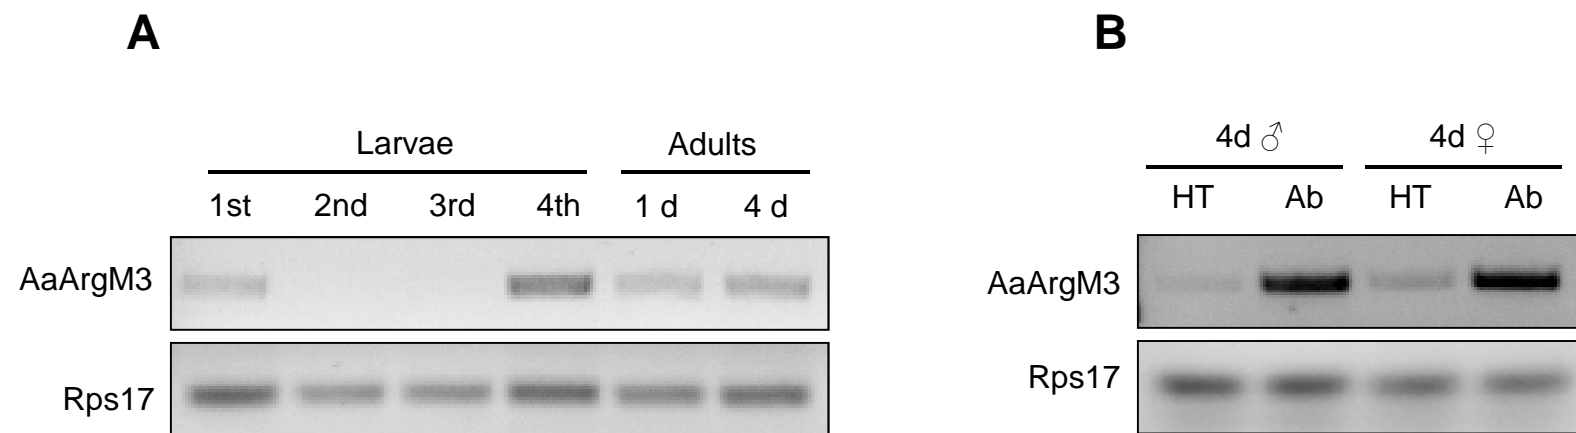 A
Larvae Adults
1st 2nd 3rd 4th 1 d 4 d
AaArgM3
Rps17
B
4d ♂ 4d ♀
HT Ab HT Ab
AaArgM3
Rps17